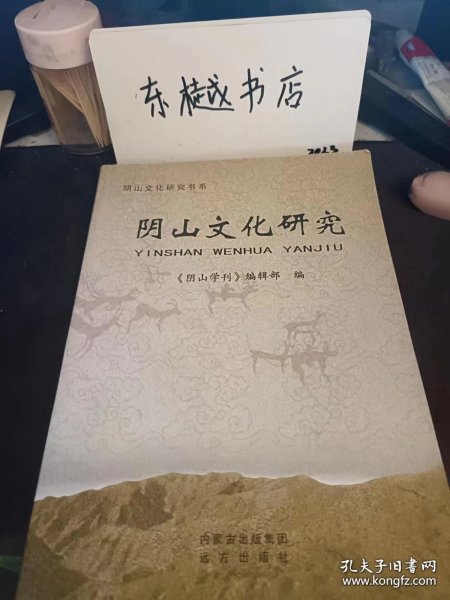 东樾书店
2023
阴山文化研究书系
阴山文化研究
YINSHAN WENHUA YANJIU
《阴山学刊》编辑部 编
内蒙古出版集团
远方出版社
孔夫子旧书网
www.kongfz.com